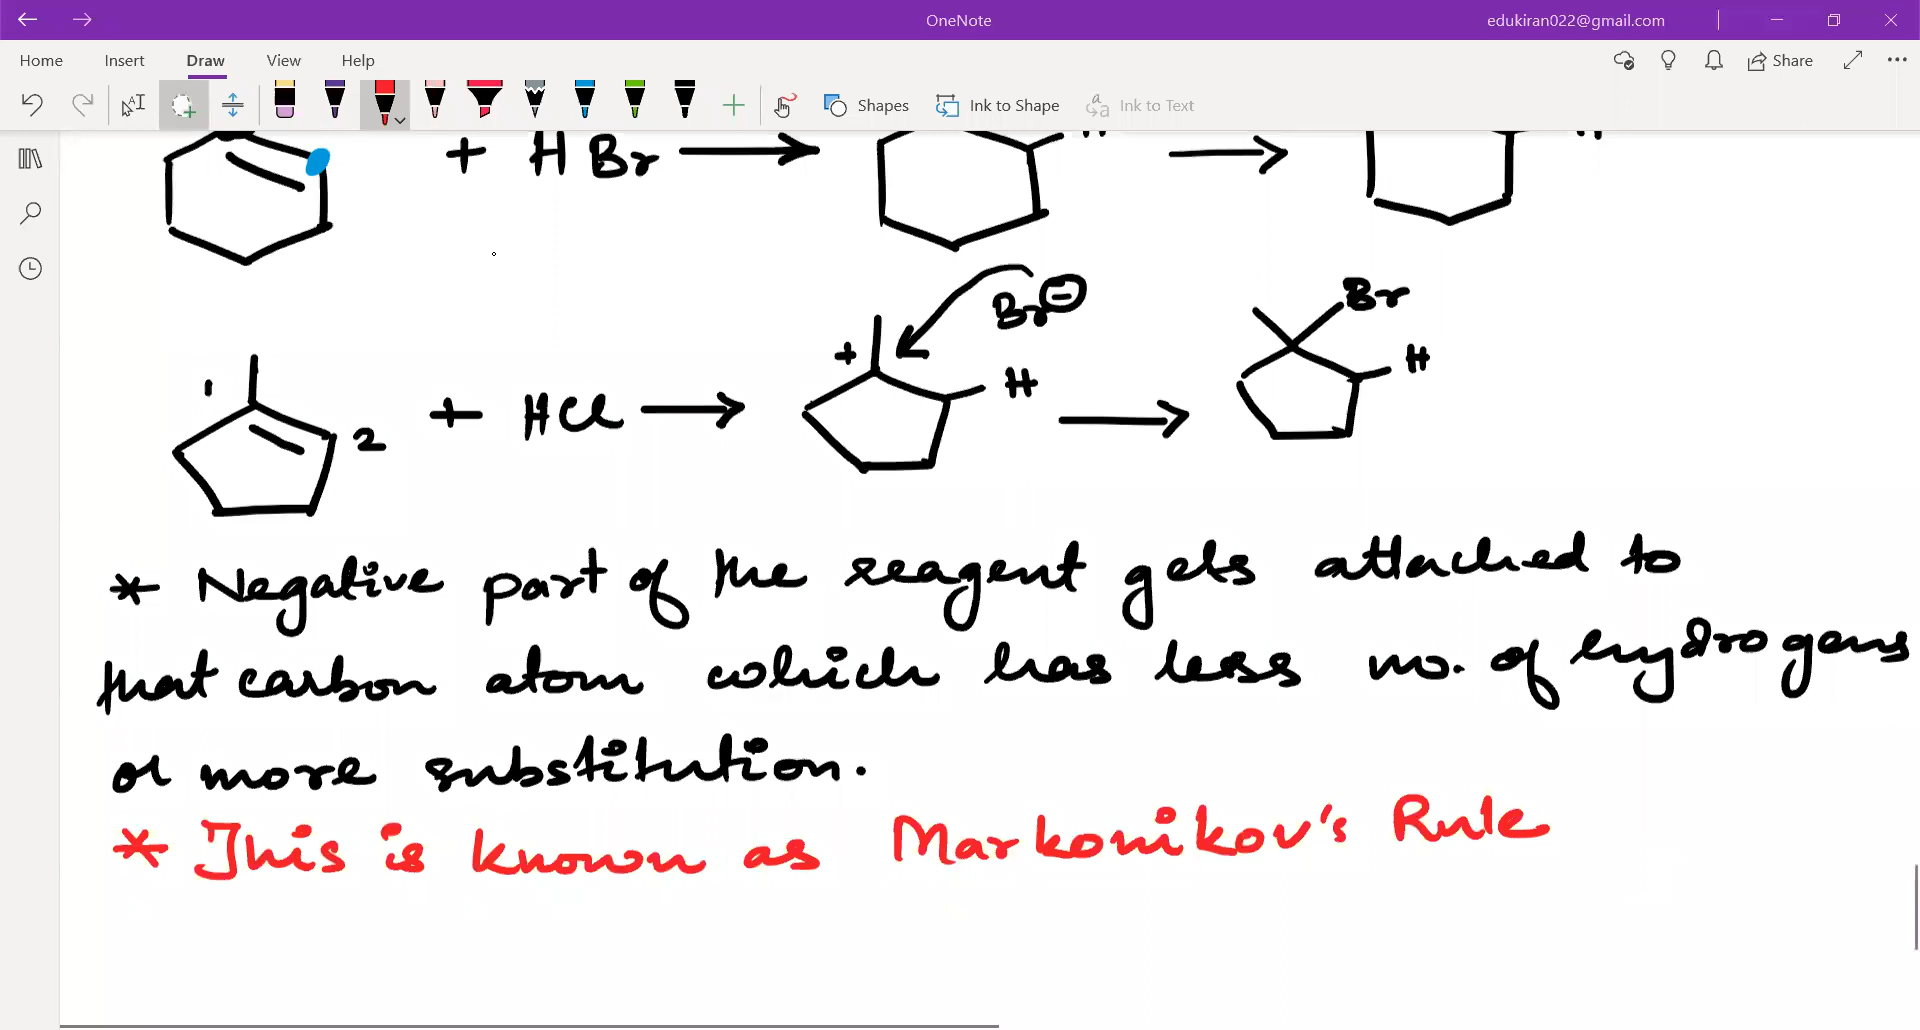 OneNote
edukiran022@gmail.com
Home Insert Draw View Help
Share
Shapes Ink to Shape Ink to Text
+ HBr
Br
Br
H
+
H
1
2
+ HCl
* Negative part of the reagent gets attached to
that carbon atom which has less no. of hydrogens
or more substitution.
* This is known as Markonikov's Rule